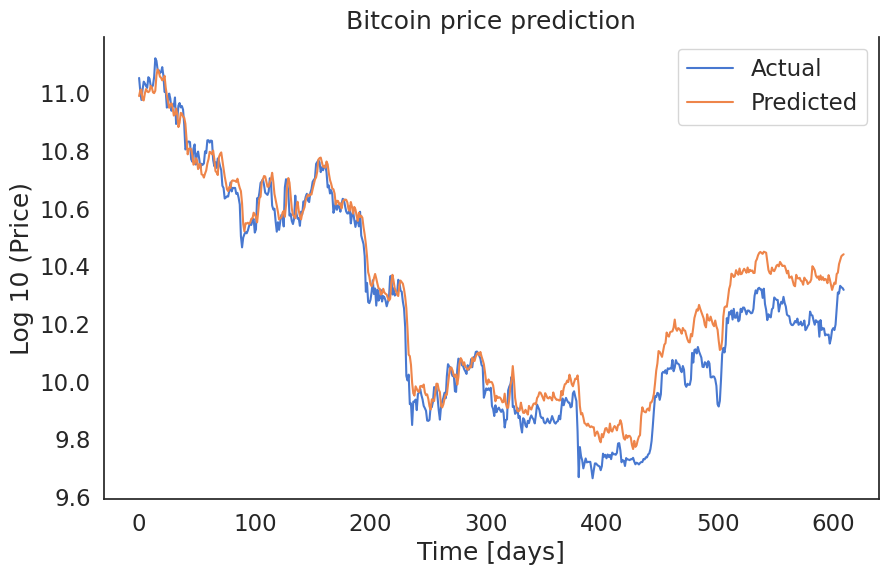 Bitcoin price prediction
Actual
Predicted
Log 10 (Price)
11.0
10.8
10.6
10.4
10.2
10.0
9.8
9.6
0 100 200 300 400 500 600
Time [days]